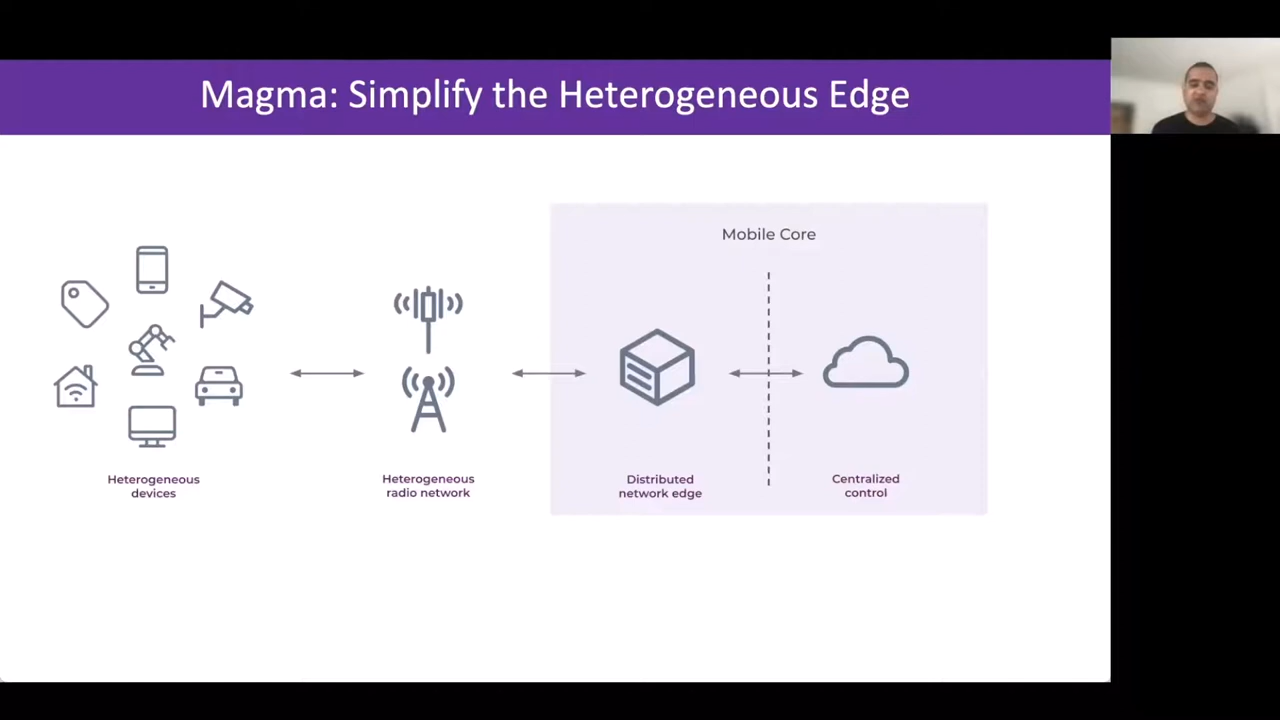 Magma: Simplify the Heterogeneous Edge
Mobile Core
Heterogeneous
devices
Heterogeneous
radio network
Distributed
network edge
Centralized
control